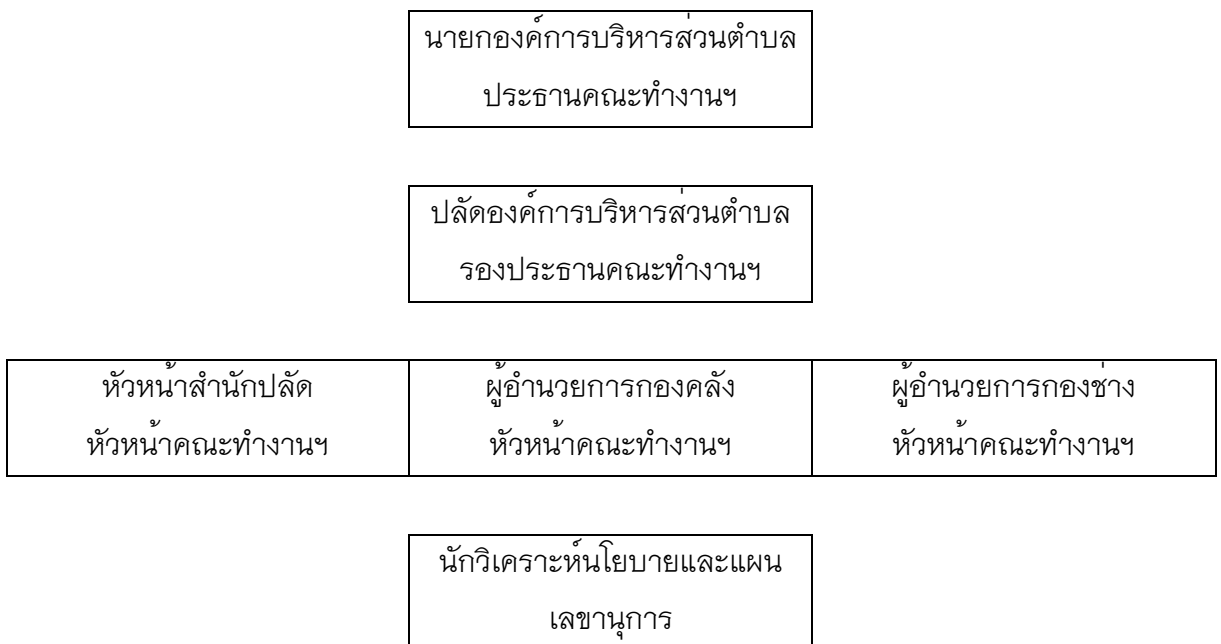 นายกองค์การบริหารส่วนตำบล
ประธานคณะทำงานฯ
ปลัดองค์การบริหารส่วนตำบล
รองประธานคณะทำงานฯ
หัวหน้าสำนักปลัด
หัวหน้าคณะทำงานฯ
ผู้อำนวยการกองคลัง
หัวหน้าคณะทำงานฯ
ผู้อำนวยการกองช่าง
หัวหน้าคณะทำงานฯ
นักวิเคราะห์นโยบายและแผน
เลขานุการ